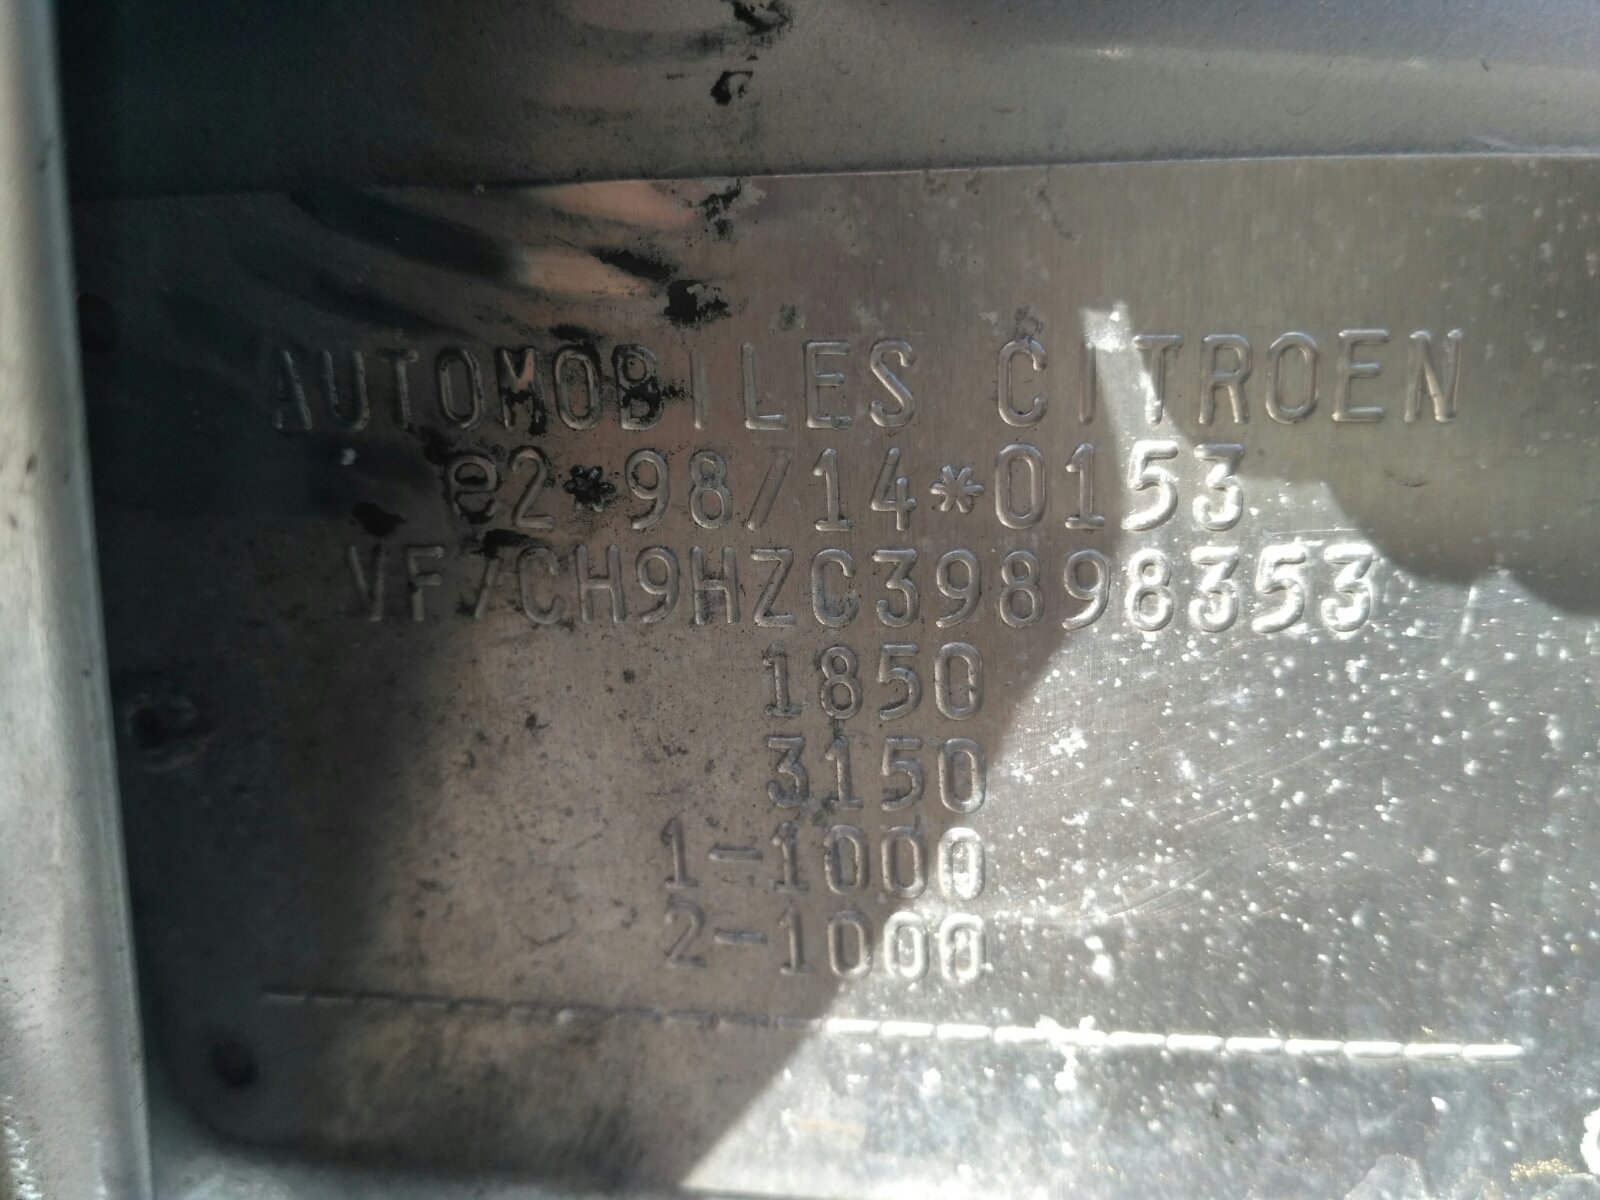 AUTOMOBILES CITROEN
e2*98/14*0153
VF7CH9HZC39898353
1850
3150
1-1000
2-1000